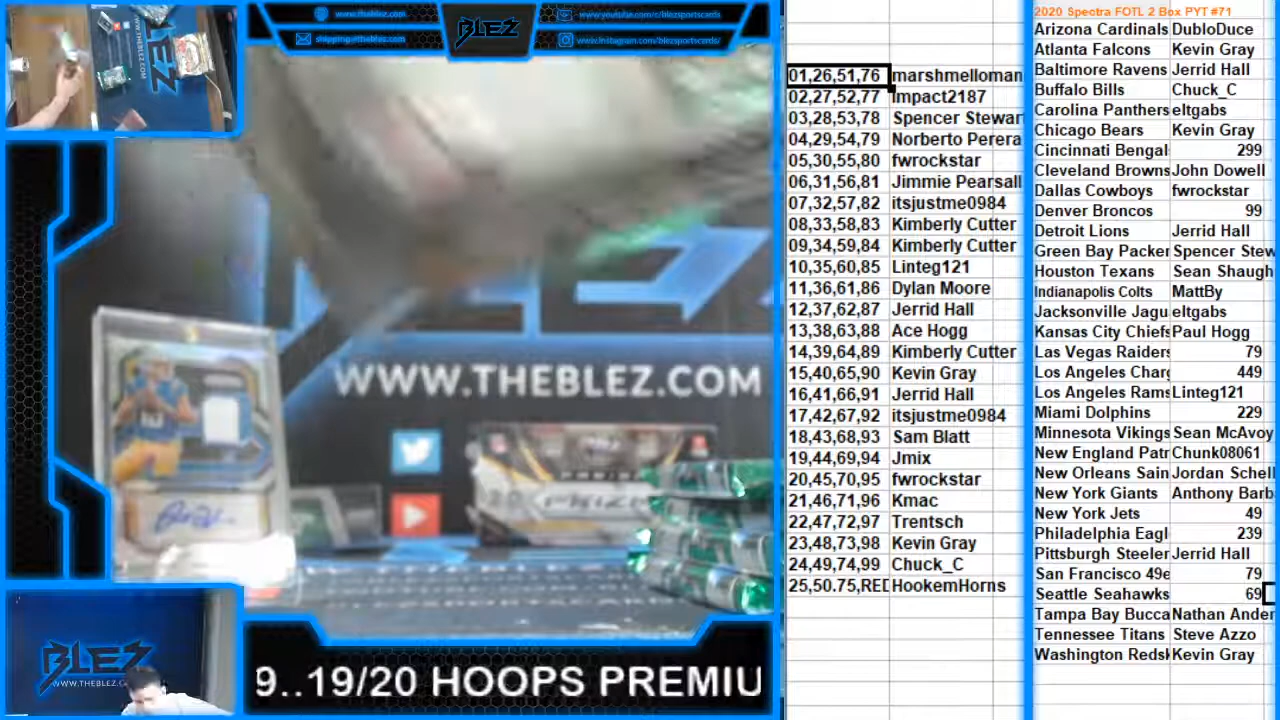 www.theblez.com
www.youtube.com/c/blezsportscards/
shipping@theblez.com
www.instagram.com/blezsportscards/
BLEZ
WWW.THEBLEZ.COM
BLEZ
9..19/20 HOOPS PREMIU
01,26,51,76 marshmelloman
02,27,52,77 Impact2187
03,28,53,78 Spencer Stewart
04,29,54,79 Norberto Perera
05,30,55,80 fwrockstar
06,31,56,81 Jimmie Pearsall
07,32,57,82 itsjustme0984
08,33,58,83 Kimberly Cutter
09,34,59,84 Kimberly Cutter
10,35,60,85 Linteg121
11,36,61,86 Dylan Moore
12,37,62,87 Jerrid Hall
13,38,63,88 Ace Hogg
14,39,64,89 Kimberly Cutter
15,40,65,90 Kevin Gray
16,41,66,91 Jerrid Hall
17,42,67,92 itsjustme0984
18,43,68,93 Sam Blatt
19,44,69,94 Jmix
20,45,70,95 fwrockstar
21,46,71,96 Kmac
22,47,72,97 Trentsch
23,48,73,98 Kevin Gray
24,49,74,99 Chuck_C
25,50.75,RED HookemHorns
2020 Spectra FOTL 2 Box PYT #71
Arizona Cardinals DubloDuce
Atlanta Falcons Kevin Gray
Baltimore Ravens Jerrid Hall
Buffalo Bills Chuck_C
Carolina Panthers eltgabs
Chicago Bears Kevin Gray
Cincinnati Bengal 299
Cleveland Browns John Dowell
Dallas Cowboys fwrockstar
Denver Broncos 99
Detroit Lions Jerrid Hall
Green Bay Packer Spencer Stew
Houston Texans Sean Shaugh
Indianapolis Colts MattBy
Jacksonville Jagu eltgabs
Kansas City Chiefs Paul Hogg
Las Vegas Raiders 79
Los Angeles Charg 449
Los Angeles Rams Linteg121
Miami Dolphins 229
Minnesota Vikings Sean McAvoy
New England Patr Chunk08061
New Orleans Sain Jordan Schell
New York Giants Anthony Barb
New York Jets 49
Philadelphia Eagl 239
Pittsburgh Steeler Jerrid Hall
San Francisco 49e 79
Seattle Seahawks 69
Tampa Bay Bucca Nathan Ander
Tennessee Titans Steve Azzo
Washington Redsk Kevin Gray